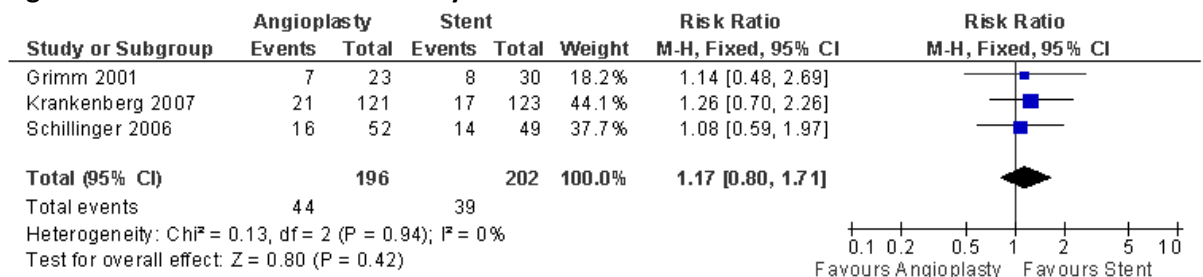 Angioplasty Stent Risk Ratio Risk Ratio
Study or Subgroup Events Total Events Total Weight M-H, Fixed, 95% CI M-H, Fixed, 95% CI
Grimm 2001 7 23 8 30 18.2% 1.14 [0.48, 2.69]
Krankenberg 2007 21 121 17 123 44.1% 1.26 [0.70, 2.26]
Schillinger 2006 16 52 14 49 37.7% 1.08 [0.59, 1.97]
Total (95% CI) 196 202 100.0% 1.17 [0.80, 1.71]
Total events 44 39
Heterogeneity: Chi² = 0.13, df = 2 (P = 0.94); I² = 0%
Test for overall effect: Z = 0.80 (P = 0.42)
0.1 0.2 0.5 1 2 5 10
Favours Angioplasty Favours Stent